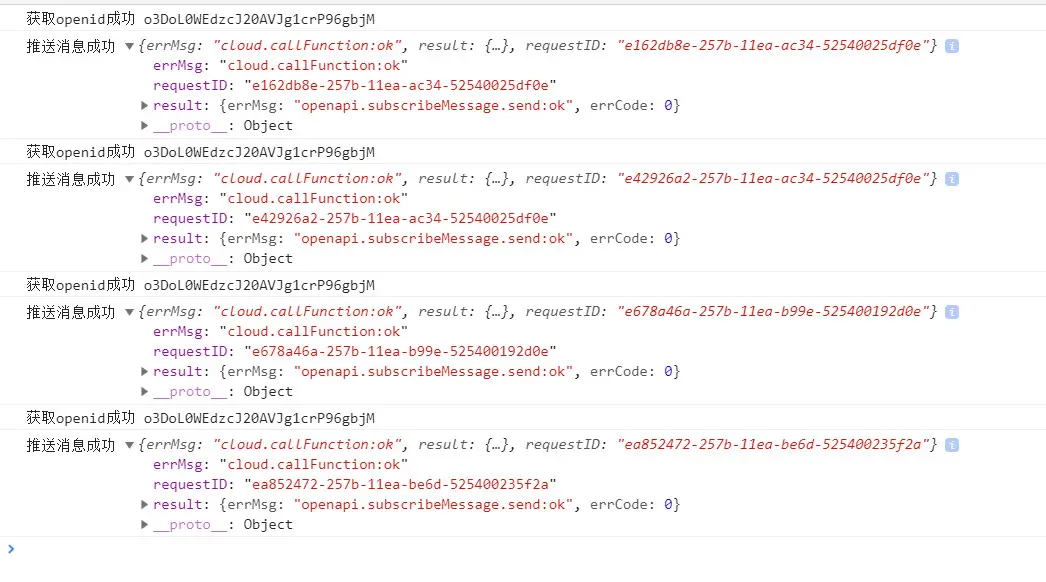 获取openid成功 o3DoL0WEdzcJ20AVJg1crP96gbjM
推送消息成功 ▼{errMsg: "cloud.callFunction:ok", result: {…}, requestID: "e162db8e-257b-11ea-ac34-52540025df0e"} i
errMsg: "cloud.callFunction:ok"
requestID: "e162db8e-257b-11ea-ac34-52540025df0e"
▶result: {errMsg: "openapi.subscribeMessage.send:ok", errCode: 0}
▶__proto__: Object
获取openid成功 o3DoL0WEdzcJ20AVJg1crP96gbjM
推送消息成功 ▼{errMsg: "cloud.callFunction:ok", result: {…}, requestID: "e42926a2-257b-11ea-ac34-52540025df0e"} i
errMsg: "cloud.callFunction:ok"
requestID: "e42926a2-257b-11ea-ac34-52540025df0e"
▶result: {errMsg: "openapi.subscribeMessage.send:ok", errCode: 0}
▶__proto__: Object
获取openid成功 o3DoL0WEdzcJ20AVJg1crP96gbjM
推送消息成功 ▼{errMsg: "cloud.callFunction:ok", result: {…}, requestID: "e678a46a-257b-11ea-b99e-525400192d0e"} i
errMsg: "cloud.callFunction:ok"
requestID: "e678a46a-257b-11ea-b99e-525400192d0e"
▶result: {errMsg: "openapi.subscribeMessage.send:ok", errCode: 0}
▶__proto__: Object
获取openid成功 o3DoL0WEdzcJ20AVJg1crP96gbjM
推送消息成功 ▼{errMsg: "cloud.callFunction:ok", result: {…}, requestID: "ea852472-257b-11ea-be6d-525400235f2a"} i
errMsg: "cloud.callFunction:ok"
requestID: "ea852472-257b-11ea-be6d-525400235f2a"
▶result: {errMsg: "openapi.subscribeMessage.send:ok", errCode: 0}
▶__proto__: Object